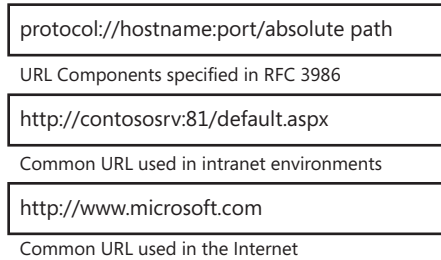 protocol://hostname:port/absolute path
URL Components specified in RFC 3986
http://contososrv:81/default.aspx
Common URL used in intranet environments
http://www.microsoft.com
Common URL used in the Internet